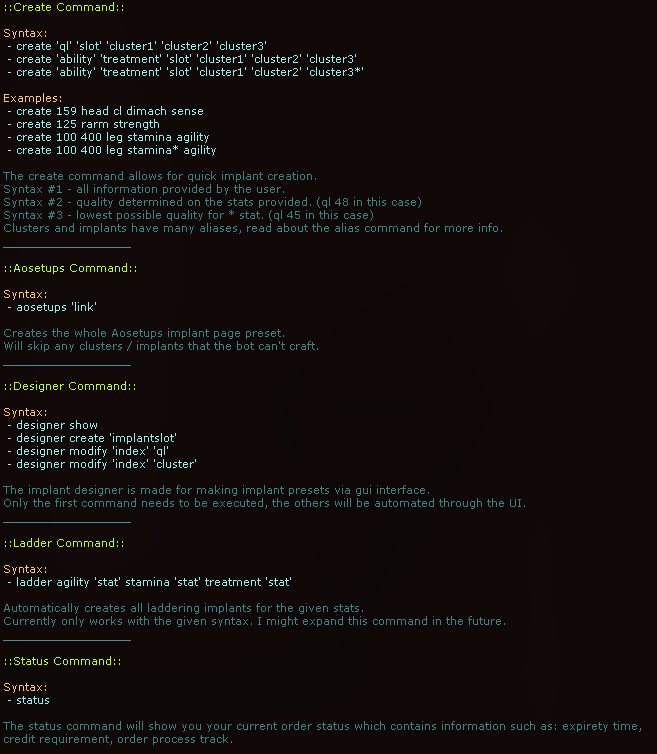 ::Create Command::
Syntax:
- create 'ql' 'slot' 'cluster1' 'cluster2' 'cluster3'
- create 'ability' 'treatment' 'slot' 'cluster1' 'cluster2' 'cluster3'
- create 'ability' 'treatment' 'slot' 'cluster1' 'cluster2' 'cluster3*'
Examples:
- create 159 head cl dimach sense
- create 125 rarm strength
- create 100 400 leg stamina agility
- create 100 400 leg stamina* agility
The create command allows for quick implant creation.
Syntax #1 - all information provided by the user.
Syntax #2 - quality determined on the stats provided. (ql 48 in this case)
Syntax #3 - lowest possible quality for * stat. (ql 45 in this case)
Clusters and implants have many aliases, read about the alias command for more info.
::Aosetups Command::
Syntax:
- aosetups 'link'
Creates the whole Aosetups implant page preset.
Will skip any clusters / implants that the bot can't craft.
::Designer Command::
Syntax:
- designer show
- designer create 'implantslot'
- designer modify 'index' 'ql'
- designer modify 'index' 'cluster'
The implant designer is made for making implant presets via gui interface.
Only the first command needs to be executed, the others will be automated through the UI.
::Ladder Command::
Syntax:
- ladder agility 'stat' stamina 'stat' treatment 'stat'
Automatically creates all laddering implants for the given stats.
Currently only works with the given syntax. I might expand this command in the future.
::Status Command::
Syntax:
- status
The status command will show you your current order status which contains information such as: expirety time,
credit requirement, order process track.